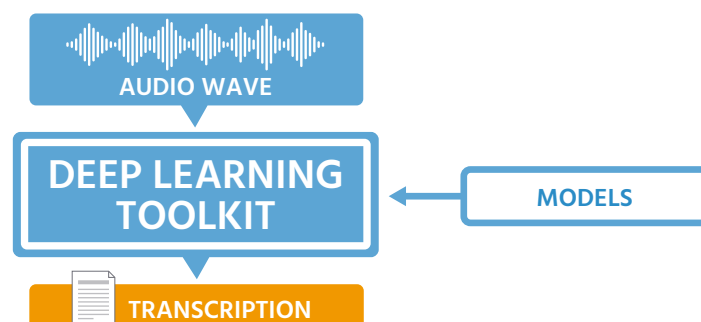 AUDIO WAVE
DEEP LEARNING
TOOLKIT
MODELS
TRANSCRIPTION